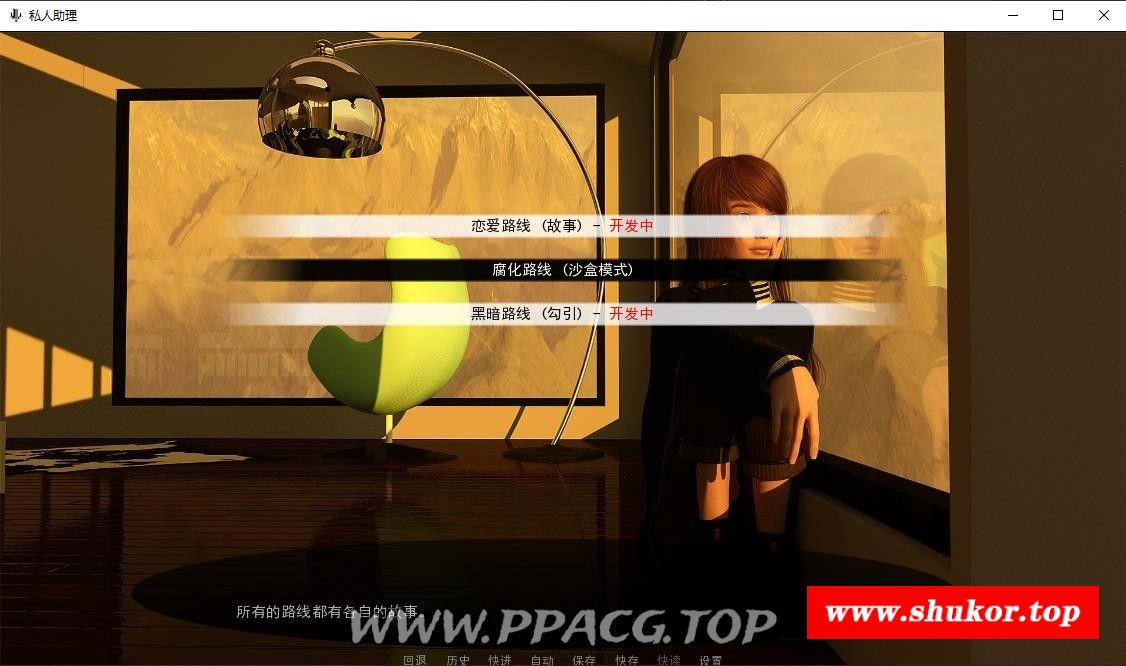 私人助理
恋爱路线 (故事) - 开发中
腐化路线 (沙盒模式)
黑暗路线 (勾引) - 开发中
www.shukor.top
所有的路线都有各自的故事。
WWW.PPACG.TOP
回退 历史 快进 自动 保存 快存 快读 设置